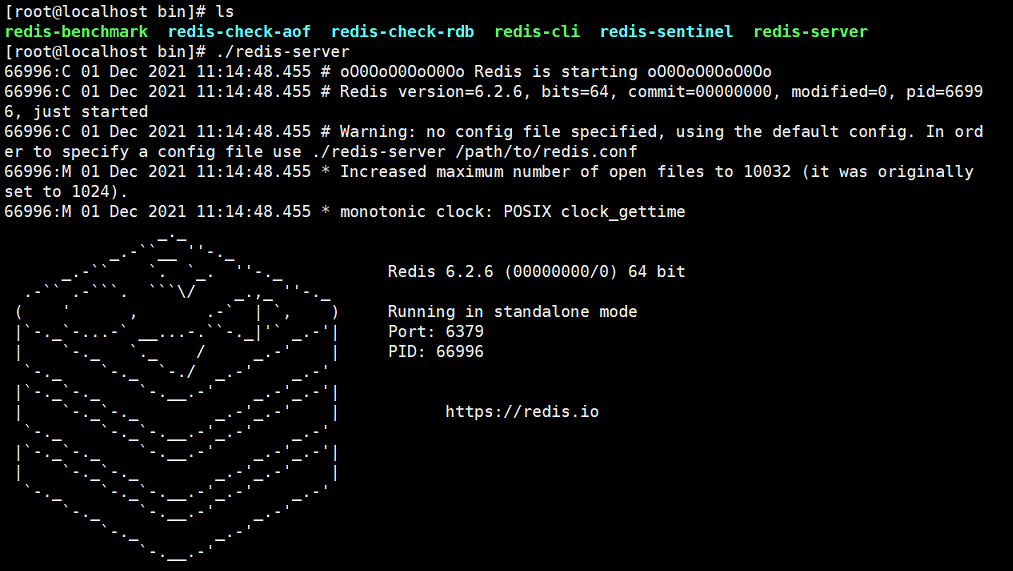 [root@localhost bin]# ls
redis-benchmark  redis-check-aof  redis-check-rdb  redis-cli  redis-sentinel  redis-server
[root@localhost bin]# ./redis-server
66996:C 01 Dec 2021 11:14:48.455 # oO0OoO0OoO0Oo Redis is starting oO0OoO0OoO0Oo
66996:C 01 Dec 2021 11:14:48.455 # Redis version=6.2.6, bits=64, commit=00000000, modified=0, pid=6699
6, just started
66996:C 01 Dec 2021 11:14:48.455 # Warning: no config file specified, using the default config. In ord
er to specify a config file use ./redis-server /path/to/redis.conf
66996:M 01 Dec 2021 11:14:48.455 * Increased maximum number of open files to 10032 (it was originally
set to 1024).
66996:M 01 Dec 2021 11:14:48.455 * monotonic clock: POSIX clock_gettime
Redis 6.2.6 (00000000/0) 64 bit
Running in standalone mode
Port: 6379
PID: 66996
https://redis.io